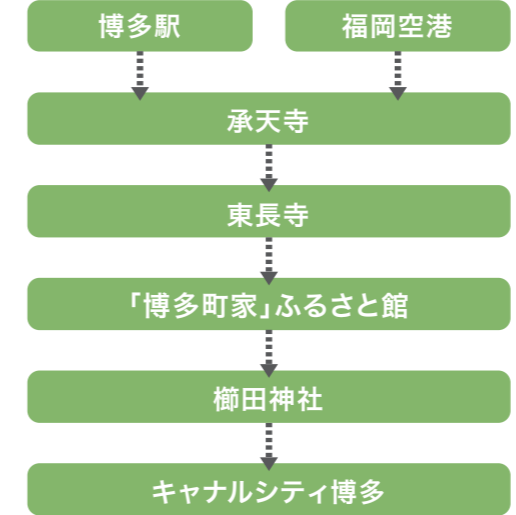 博多駅
福岡空港
承天寺
東長寺
「博多町家」ふるさと館
櫛田神社
キャナルシティ博多